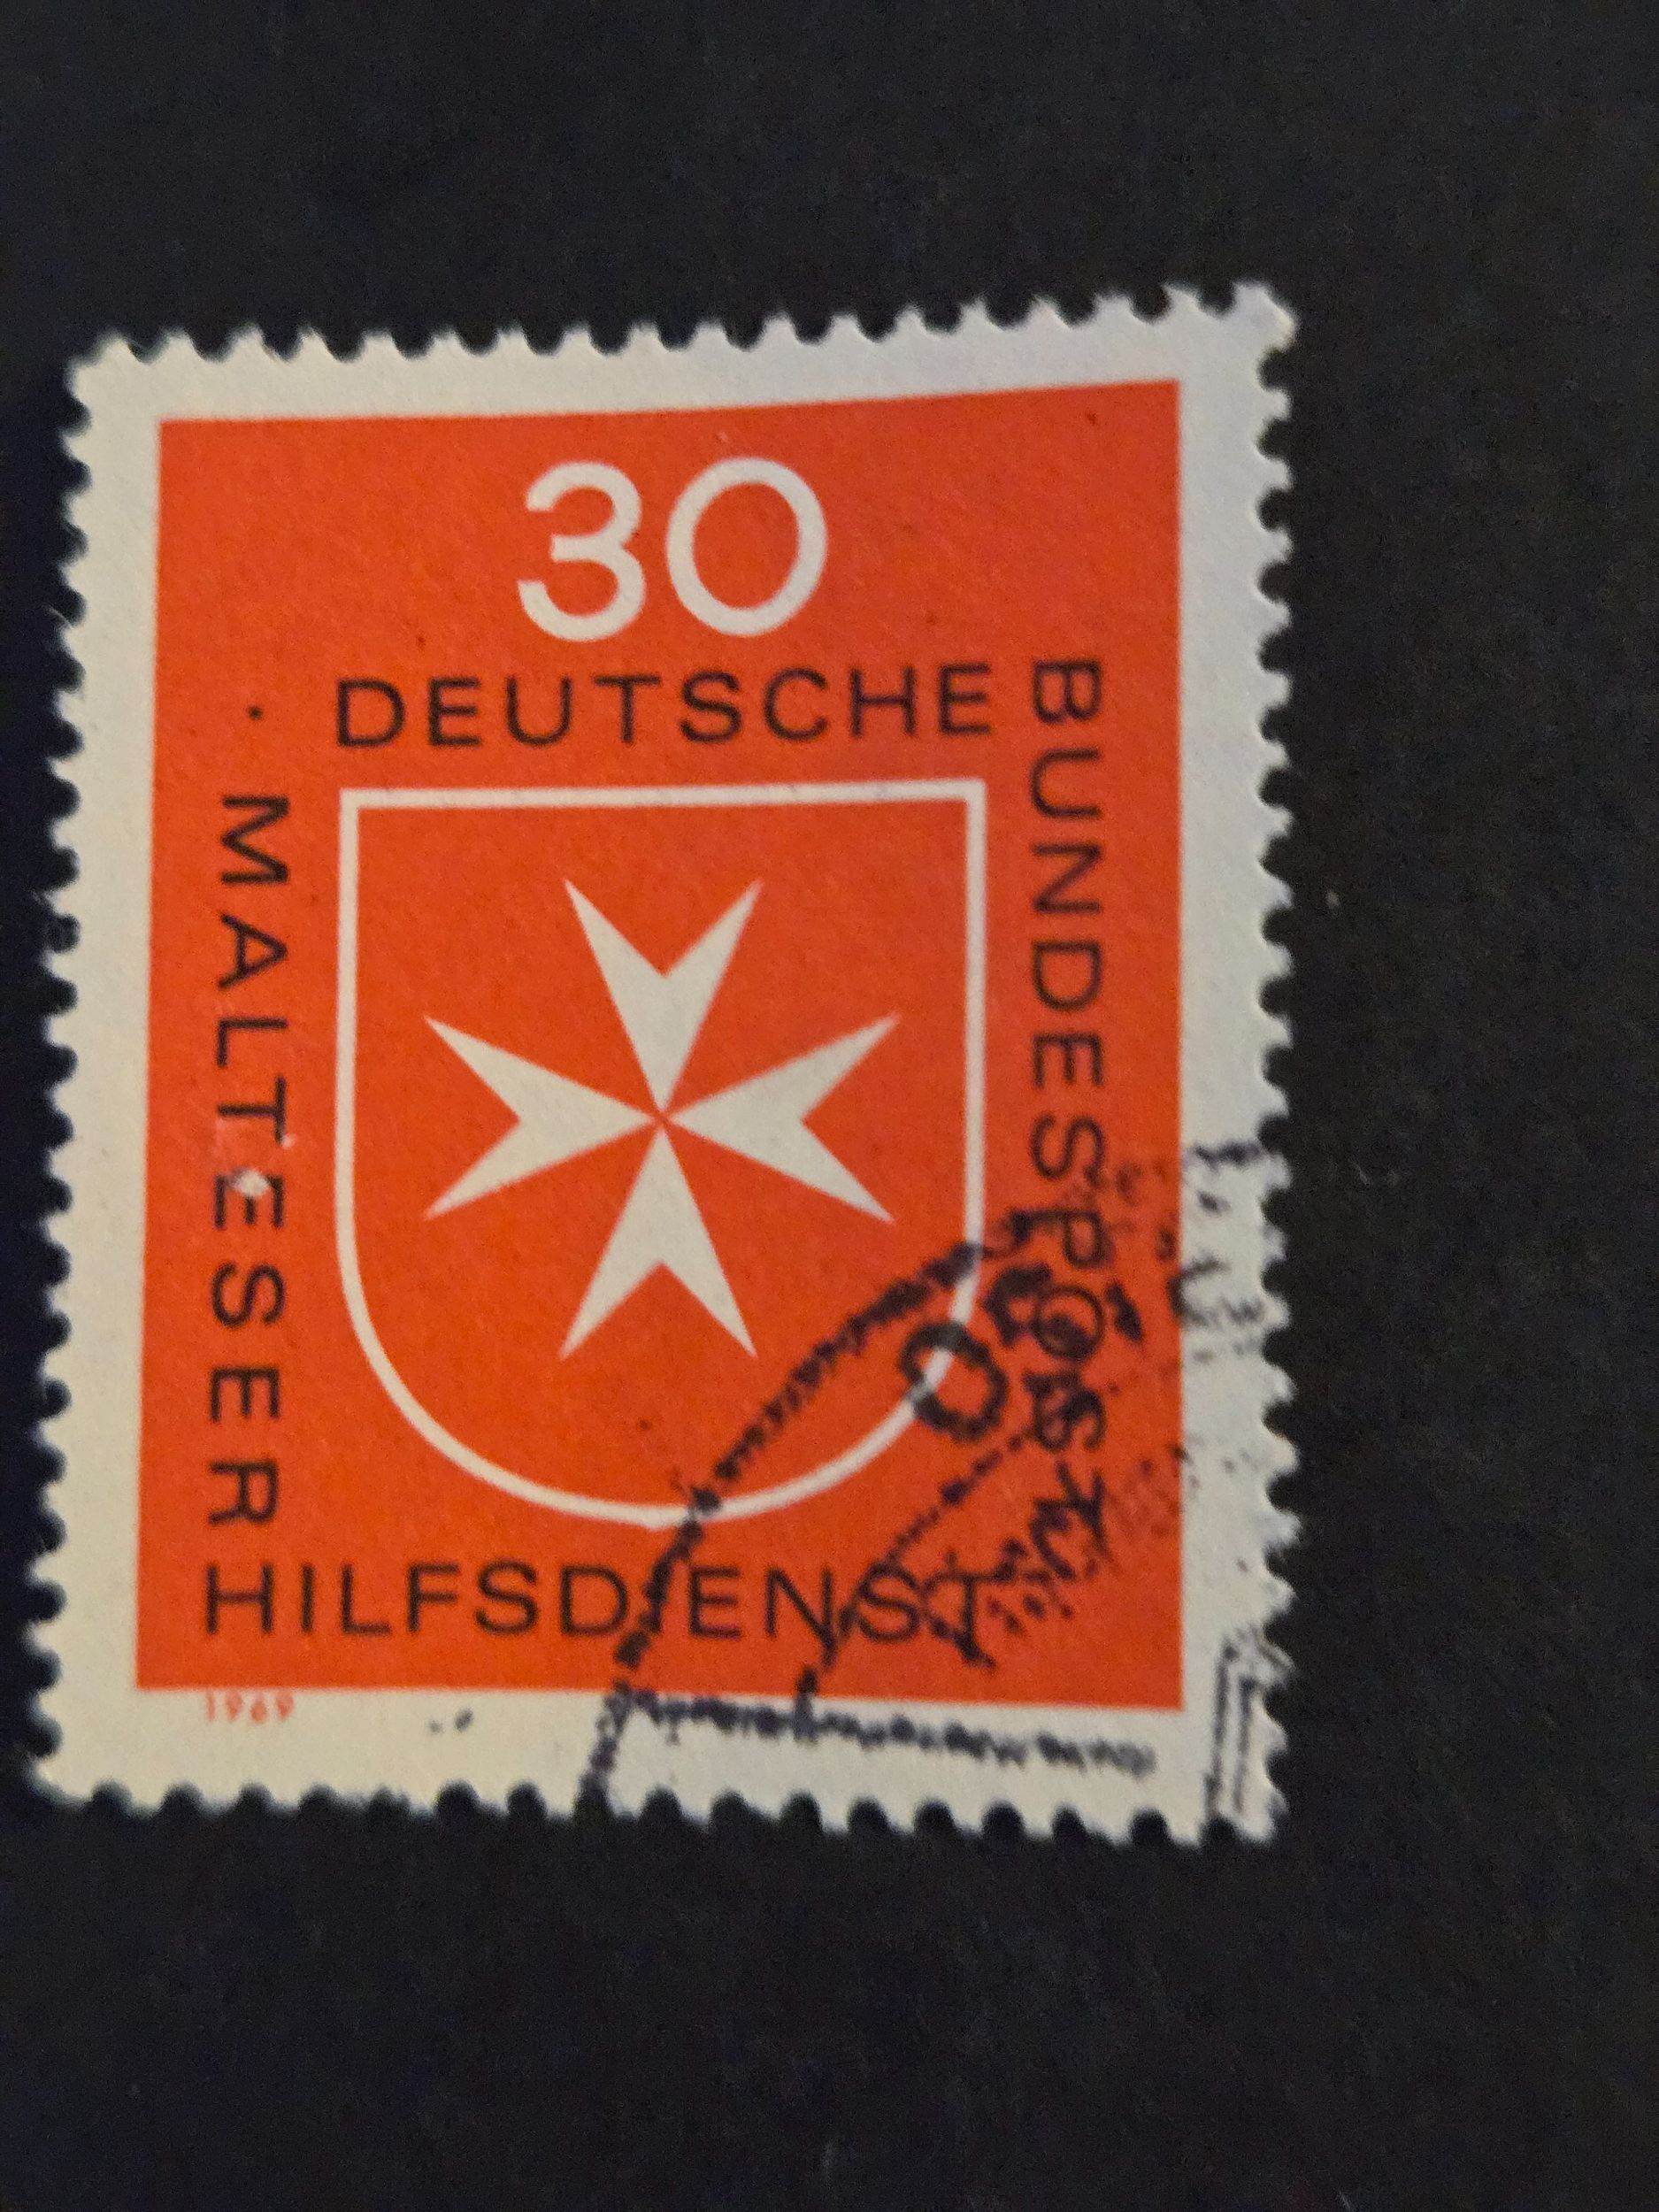 30
DEUTSCHE
BUNDESPOST
· MALTESER
HILFSDIENST
1969